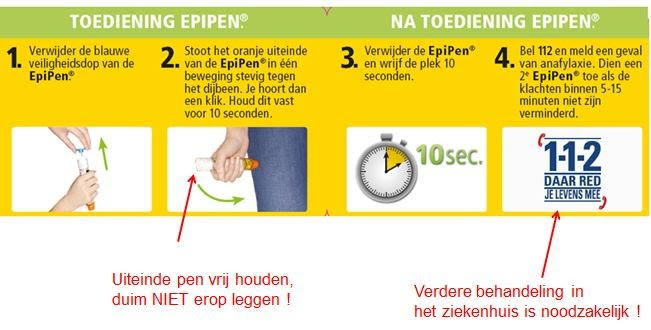 TOEDIENING EPIPEN.®
NA TOEDIENING EPIPEN.®
1. Verwijder de blauwe
veiligheidsdop van de
EpiPen®.
2. Stoot het oranje uiteinde
van de EpiPen® in één
beweging stevig tegen
het dijbeen. Je hoort dan
een klik. Houd dit vast
voor 10 seconden.
3. Verwijder de EpiPen®
en wrijf de plek 10
seconden.
4. Bel 112 en meld een geval
van anafylaxie. Dien een
2e EpiPen® toe als de
klachten binnen 5-15
minuten niet zijn
verminderd.
10sec.
1-1-2
DAAR RED
JE LEVENS MEE
Uiteinde pen vrij houden,
duim NIET erop leggen !
Verdere behandeling in
het ziekenhuis is noodzakelijk !